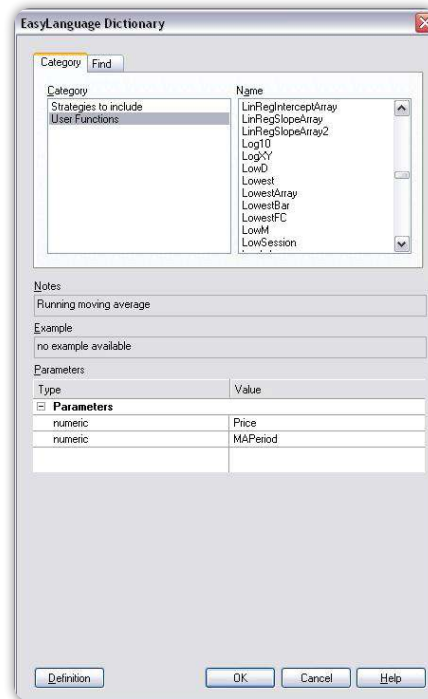 EasyLanguage Dictionary
Category Find
Category
Strategies to include
User Functions
Name
LinRegInterceptArray
LinRegSlopeArray
LinRegSlopeArray2
Log10
LogXY
LowD
Lowest
LowestArray
LowestBar
LowestFC
LowM
LowSession
Notes
Running moving average
Example
no example available
Parameters
Type Value
Parameters
numeric Price
numeric MAPeriod
Definition OK Cancel Help